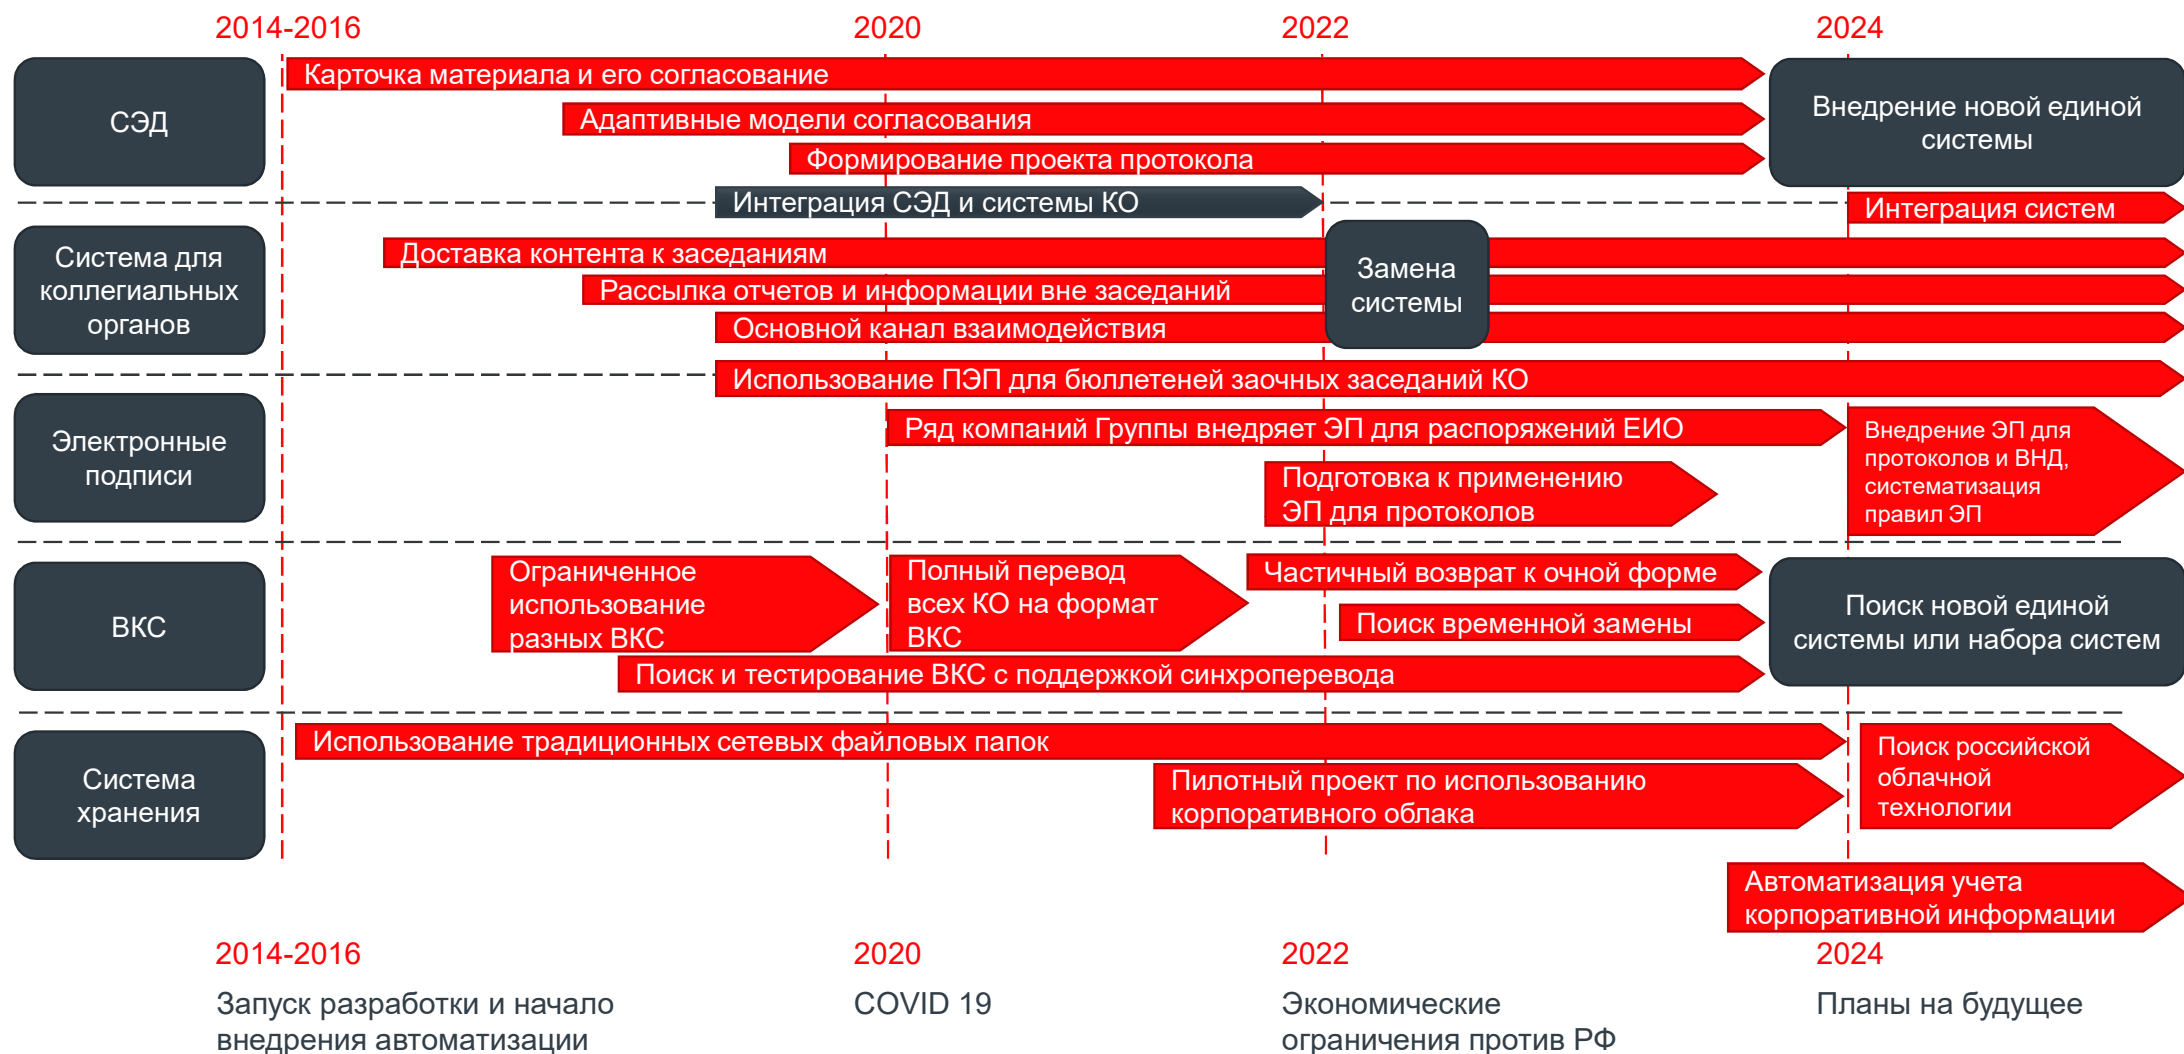 2014-2016
2020
2022
2024
СЭД
Карточка материала и его согласование
Адаптивные модели согласования
Формирование проекта протокола
Внедрение новой единой
системы
Интеграция СЭД и системы КО
Интеграция систем
Система для
коллегиальных
органов
Доставка контента к заседаниям
Рассылка отчетов и информации вне заседаний
Основной канал взаимодействия
Замена
системы
Использование ПЭП для бюллетеней заочных заседаний КО
Электронные
подписи
Ряд компаний Группы внедряет ЭП для распоряжений ЕИО
Подготовка к применению
ЭП для протоколов
Внедрение ЭП для
протоколов и ВНД,
систематизация
правил ЭП
ВКС
Ограниченное
использование
разных ВКС
Полный перевод
всех КО на формат
ВКС
Частичный возврат к очной форме
Поиск временной замены
Поиск и тестирование ВКС с поддержкой синхроперевода
Поиск новой единой
системы или набора систем
Система
хранения
Использование традиционных сетевых файловых папок
Пилотный проект по использованию
корпоративного облака
Поиск российской
облачной
технологии
Автоматизация учета
корпоративной информации
2014-2016
Запуск разработки и начало
внедрения автоматизации
2020
COVID 19
2022
Экономические
ограничения против РФ
2024
Планы на будущее